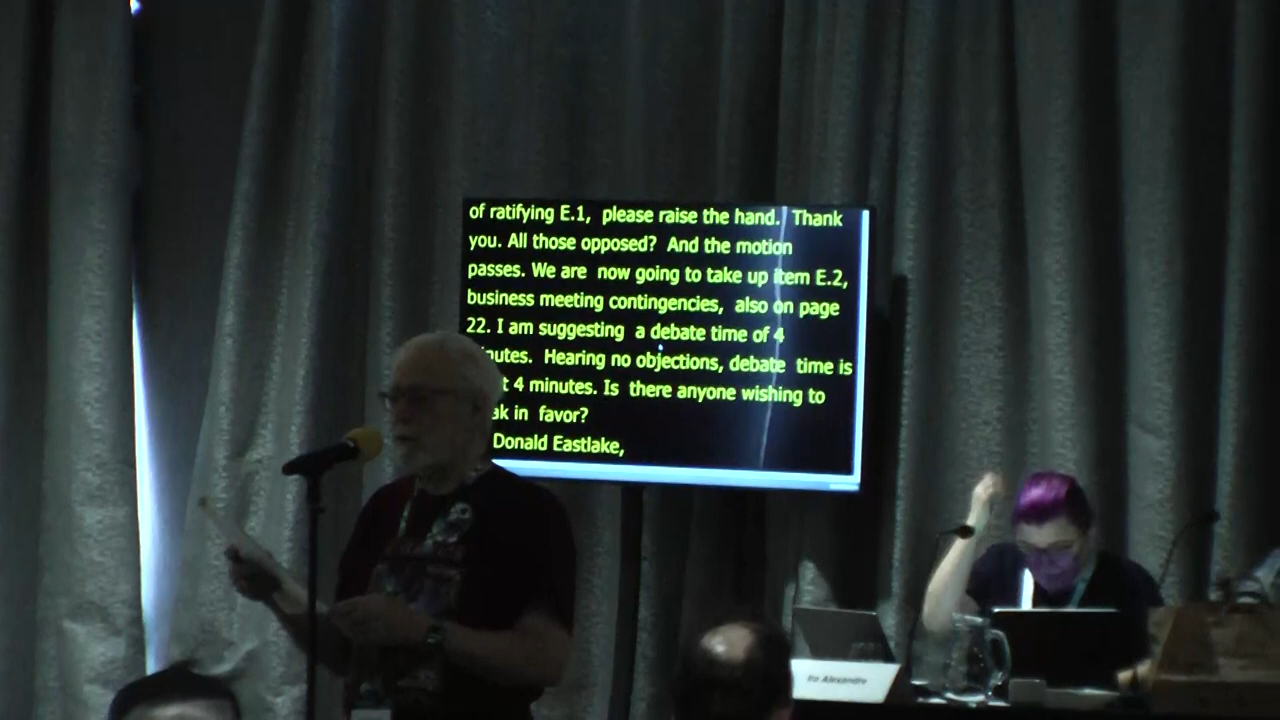 of ratifying E.1, please raise the hand. Thank
you. All those opposed? And the motion
passes. We are now going to take up item E.2,
business meeting contingencies, also on page
22. I am suggesting a debate time of 4
Hearing no objections, debate time is
4 minutes. Is there anyone wishing to
in favor?
Donald Eastlake,
Ira Alexandre